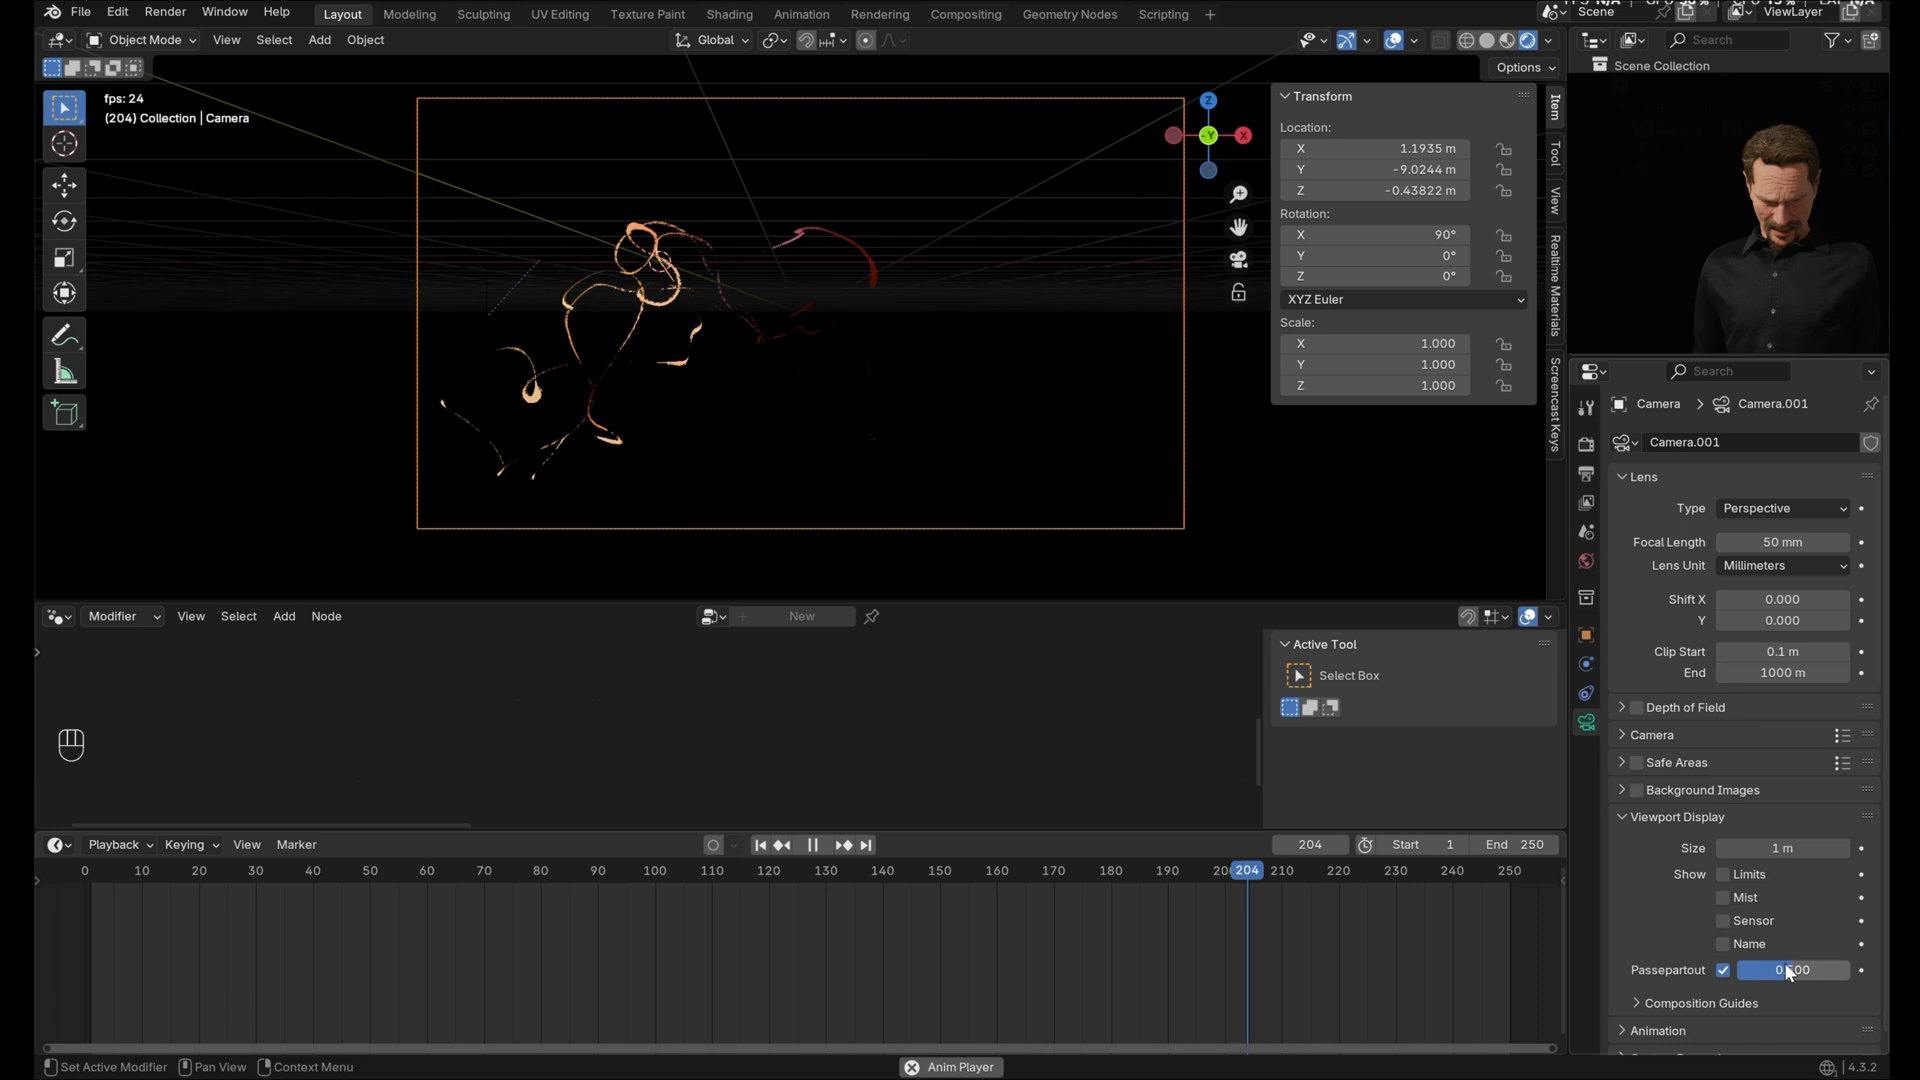 File Edit Render Window Help Layout Modeling Sculpting UV Editing Texture Paint Shading Animation Rendering Compositing Geometry Nodes Scripting
Scene ViewLayer
Object Mode View Select Add Object Global
Search
Options
Scene Collection
fps: 24
(204) Collection | Camera
Z
-Y
X
Transform
Location:
X 1.1935 m
Y -9.0244 m
Z -0.43822 m
Rotation:
X 90°
Y 0°
Z 0°
XYZ Euler
Scale:
X 1.000
Y 1.000
Z 1.000
Item
Tool
View
Realtime Materials
Screencast Keys
Search
Camera Camera.001
Camera.001
Lens
Type Perspective
Focal Length 50 mm
Lens Unit Millimeters
Shift X 0.000
Y 0.000
Clip Start 0.1 m
End 1000 m
Depth of Field
Camera
Safe Areas
Background Images
Viewport Display
Size 1 m
Show Limits
Mist
Sensor
Name
Passepartout
Composition Guides
Animation
Modifier View Select Add Node New
Active Tool
Select Box
Playback Keying View Marker 204 Start 1 End 250
0 10 20 30 40 50 60 70 80 90 100 110 120 130 140 150 160 170 180 190 204 210 220 230 240 250
Set Active Modifier Pan View Context Menu Anim Player 4.3.2